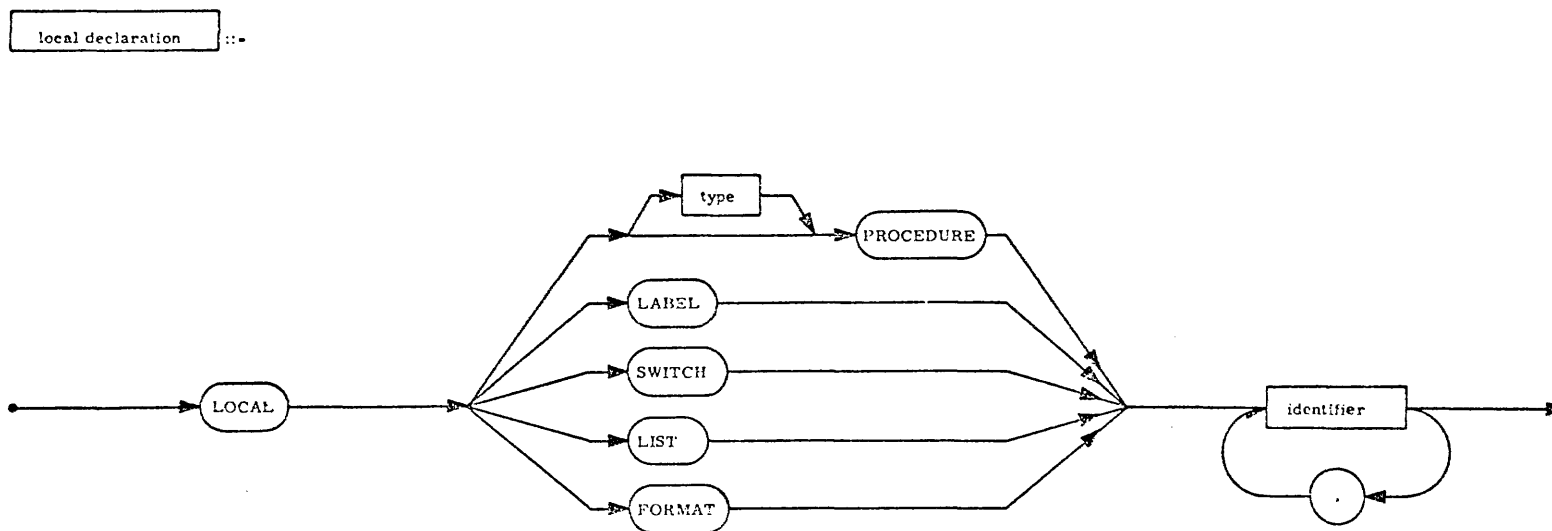 local declaration ::=
type
PROCEDURE
LABEL
SWITCH
LOCAL
identifier
LIST
,
FORMAT